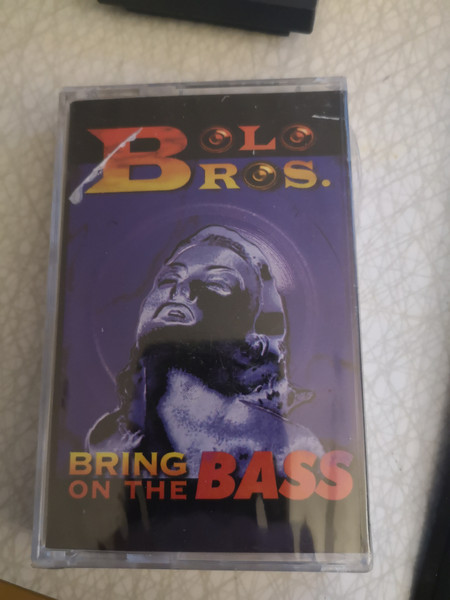 BOLO
BROS.
BRING
ON THE BASS